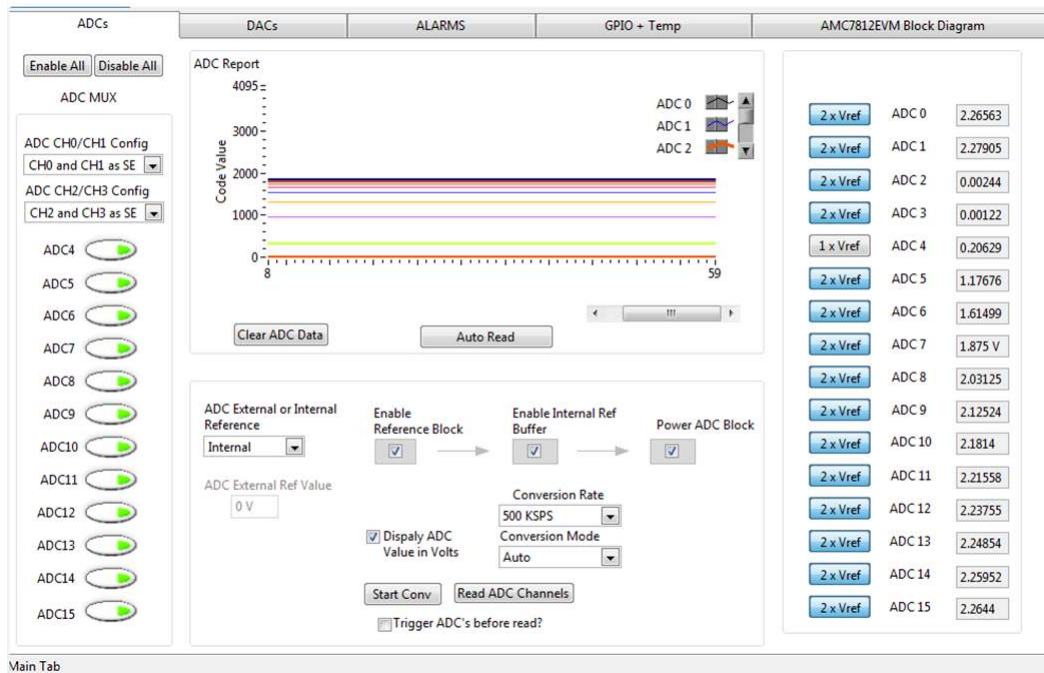 ADCs
DACs
ALARMS
GPIO + Temp
AMC7812EVM Block Diagram
Enable All
Disable All
ADC MUX
ADC CH0/CH1 Config
CH0 and CH1 as SE
ADC CH2/CH3 Config
CH2 and CH3 as SE
ADC4
ADC5
ADC6
ADC7
ADC8
ADC9
ADC10
ADC11
ADC12
ADC13
ADC14
ADC15
ADC Report
Code Value
4095
3000
2000
1000
0
8
59
ADC 0
ADC 1
ADC 2
Clear ADC Data
Auto Read
ADC External or Internal
Reference
Internal
Enable
Reference Block
Enable Internal Ref
Buffer
Power ADC Block
ADC External Ref Value
0 V
Conversion Rate
500 KSPS
Dispaly ADC
Value in Volts
Conversion Mode
Auto
Start Conv
Read ADC Channels
Trigger ADC's before read?
2 x Vref ADC 0 2.26563
2 x Vref ADC 1 2.27905
2 x Vref ADC 2 0.00244
2 x Vref ADC 3 0.00122
1 x Vref ADC 4 0.20629
2 x Vref ADC 5 1.17676
2 x Vref ADC 6 1.61499
2 x Vref ADC 7 1.875 V
2 x Vref ADC 8 2.03125
2 x Vref ADC 9 2.12524
2 x Vref ADC 10 2.1814
2 x Vref ADC 11 2.21558
2 x Vref ADC 12 2.23755
2 x Vref ADC 13 2.24854
2 x Vref ADC 14 2.25952
2 x Vref ADC 15 2.2644
Main Tab